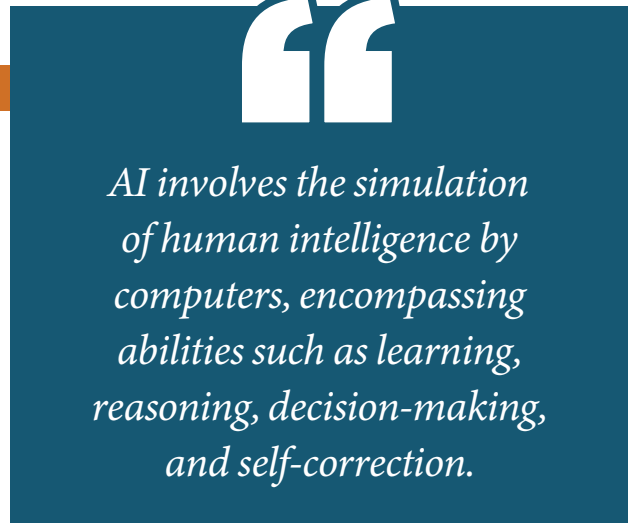 “
AI involves the simulation
of human intelligence by
computers, encompassing
abilities such as learning,
reasoning, decision-making,
and self-correction.